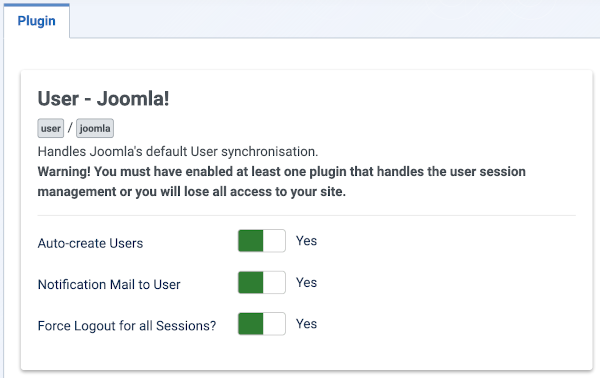 Plugin
User - Joomla!
user / joomla
Handles Joomla's default User synchronisation.
Warning! You must have enabled at least one plugin that handles the user session
management or you will lose all access to your site.
Auto-create Users Yes
Notification Mail to User Yes
Force Logout for all Sessions? Yes